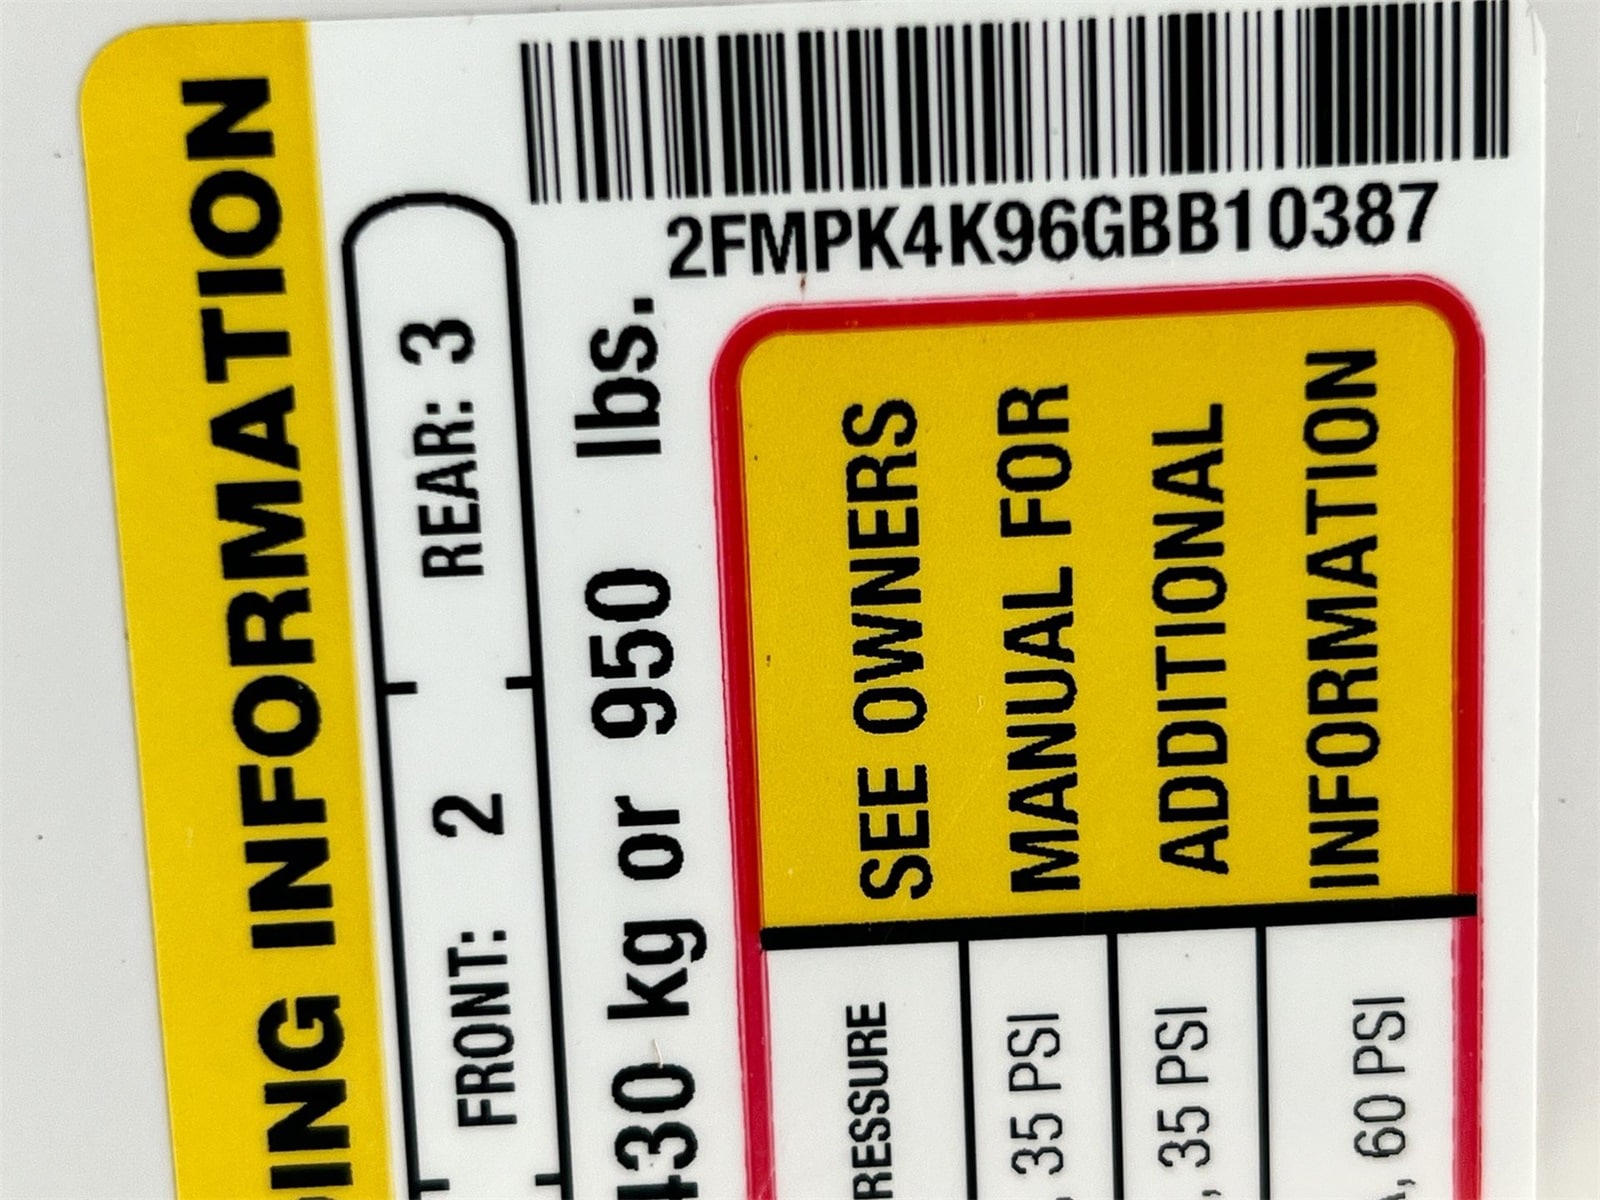 DING INFORMATION
FRONT: 2 REAR: 3
430 kg or 950 lbs.
2FMPK4K96GBB10387
RESSURE SEE OWNERS
, 35 PSI MANUAL FOR
, 35 PSI ADDITIONAL
, 60 PSI INFORMATION